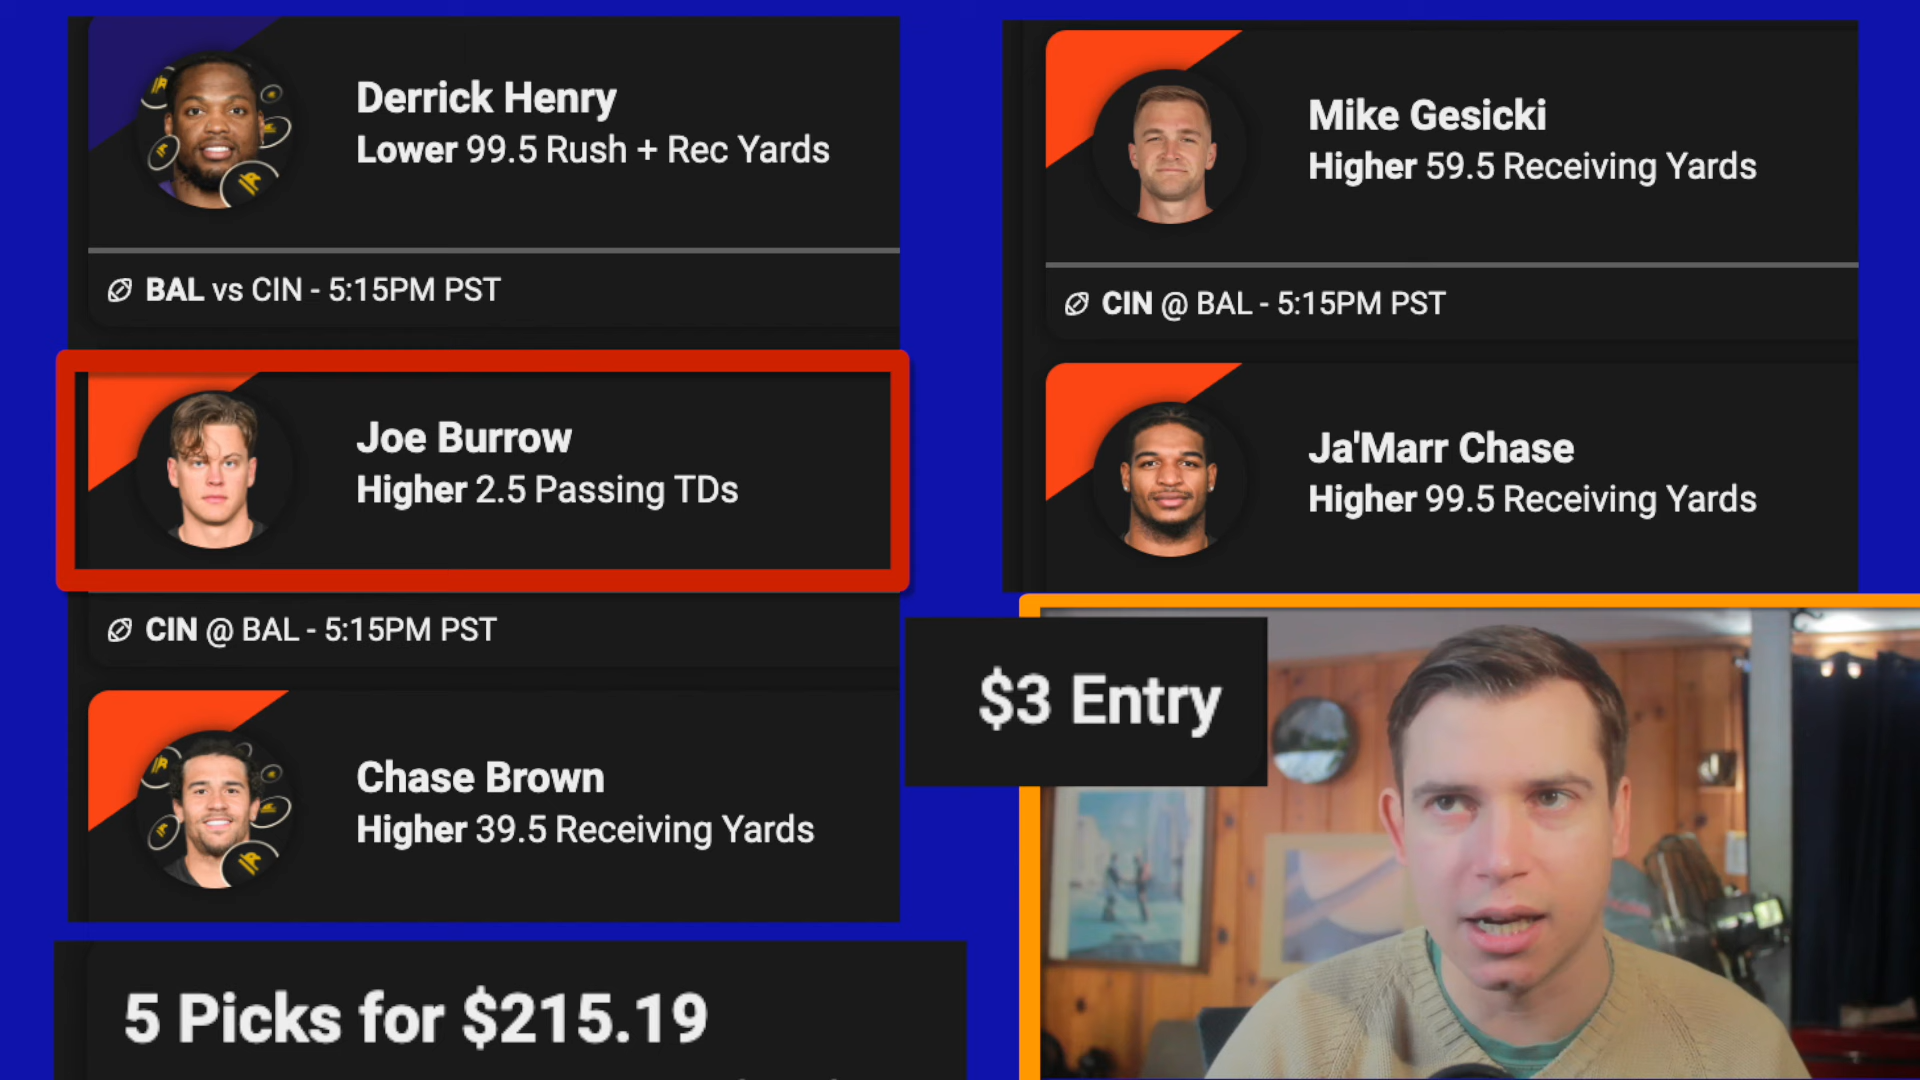 Derrick Henry
Lower 99.5 Rush + Rec Yards
BAL vs CIN - 5:15PM PST
Joe Burrow
Higher 2.5 Passing TDs
CIN @ BAL - 5:15PM PST
Chase Brown
Higher 39.5 Receiving Yards
5 Picks for $215.19
Mike Gesicki
Higher 59.5 Receiving Yards
CIN @ BAL - 5:15PM PST
Ja'Marr Chase
Higher 99.5 Receiving Yards
$3 Entry